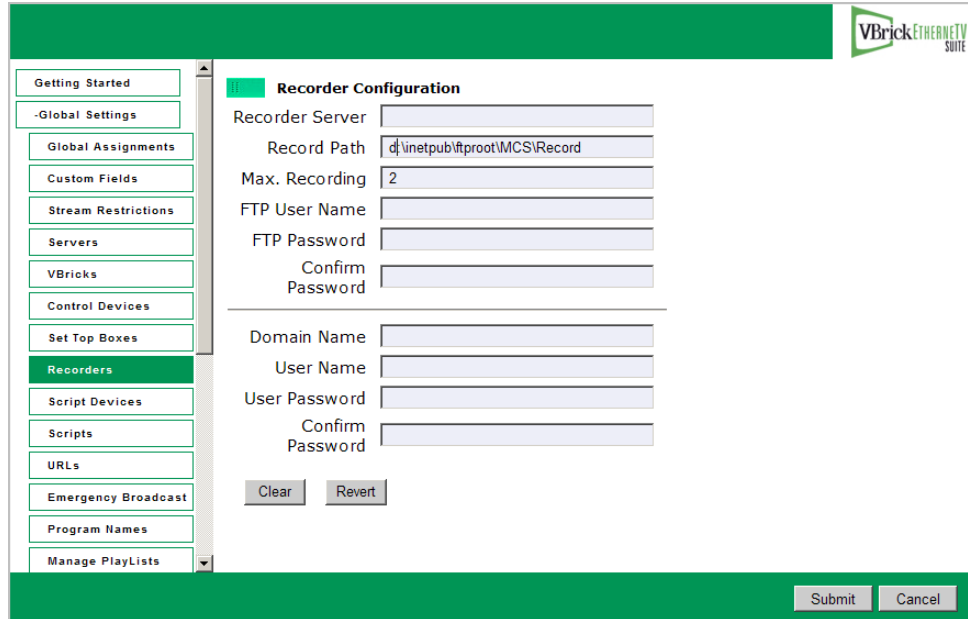 VBrick ETHERNETV
SUITE
Getting Started
-Global Settings
Global Assignments
Custom Fields
Stream Restrictions
Servers
VBricks
Control Devices
Set Top Boxes
Recorders
Script Devices
Scripts
URLs
Emergency Broadcast
Program Names
Manage PlayLists
Recorder Configuration
Recorder Server
Record Path d:\inetpub\ftproot\MCS\Record
Max. Recording 2
FTP User Name
FTP Password
Confirm
Password
Domain Name
User Name
User Password
Confirm
Password
Clear Revert
Submit Cancel